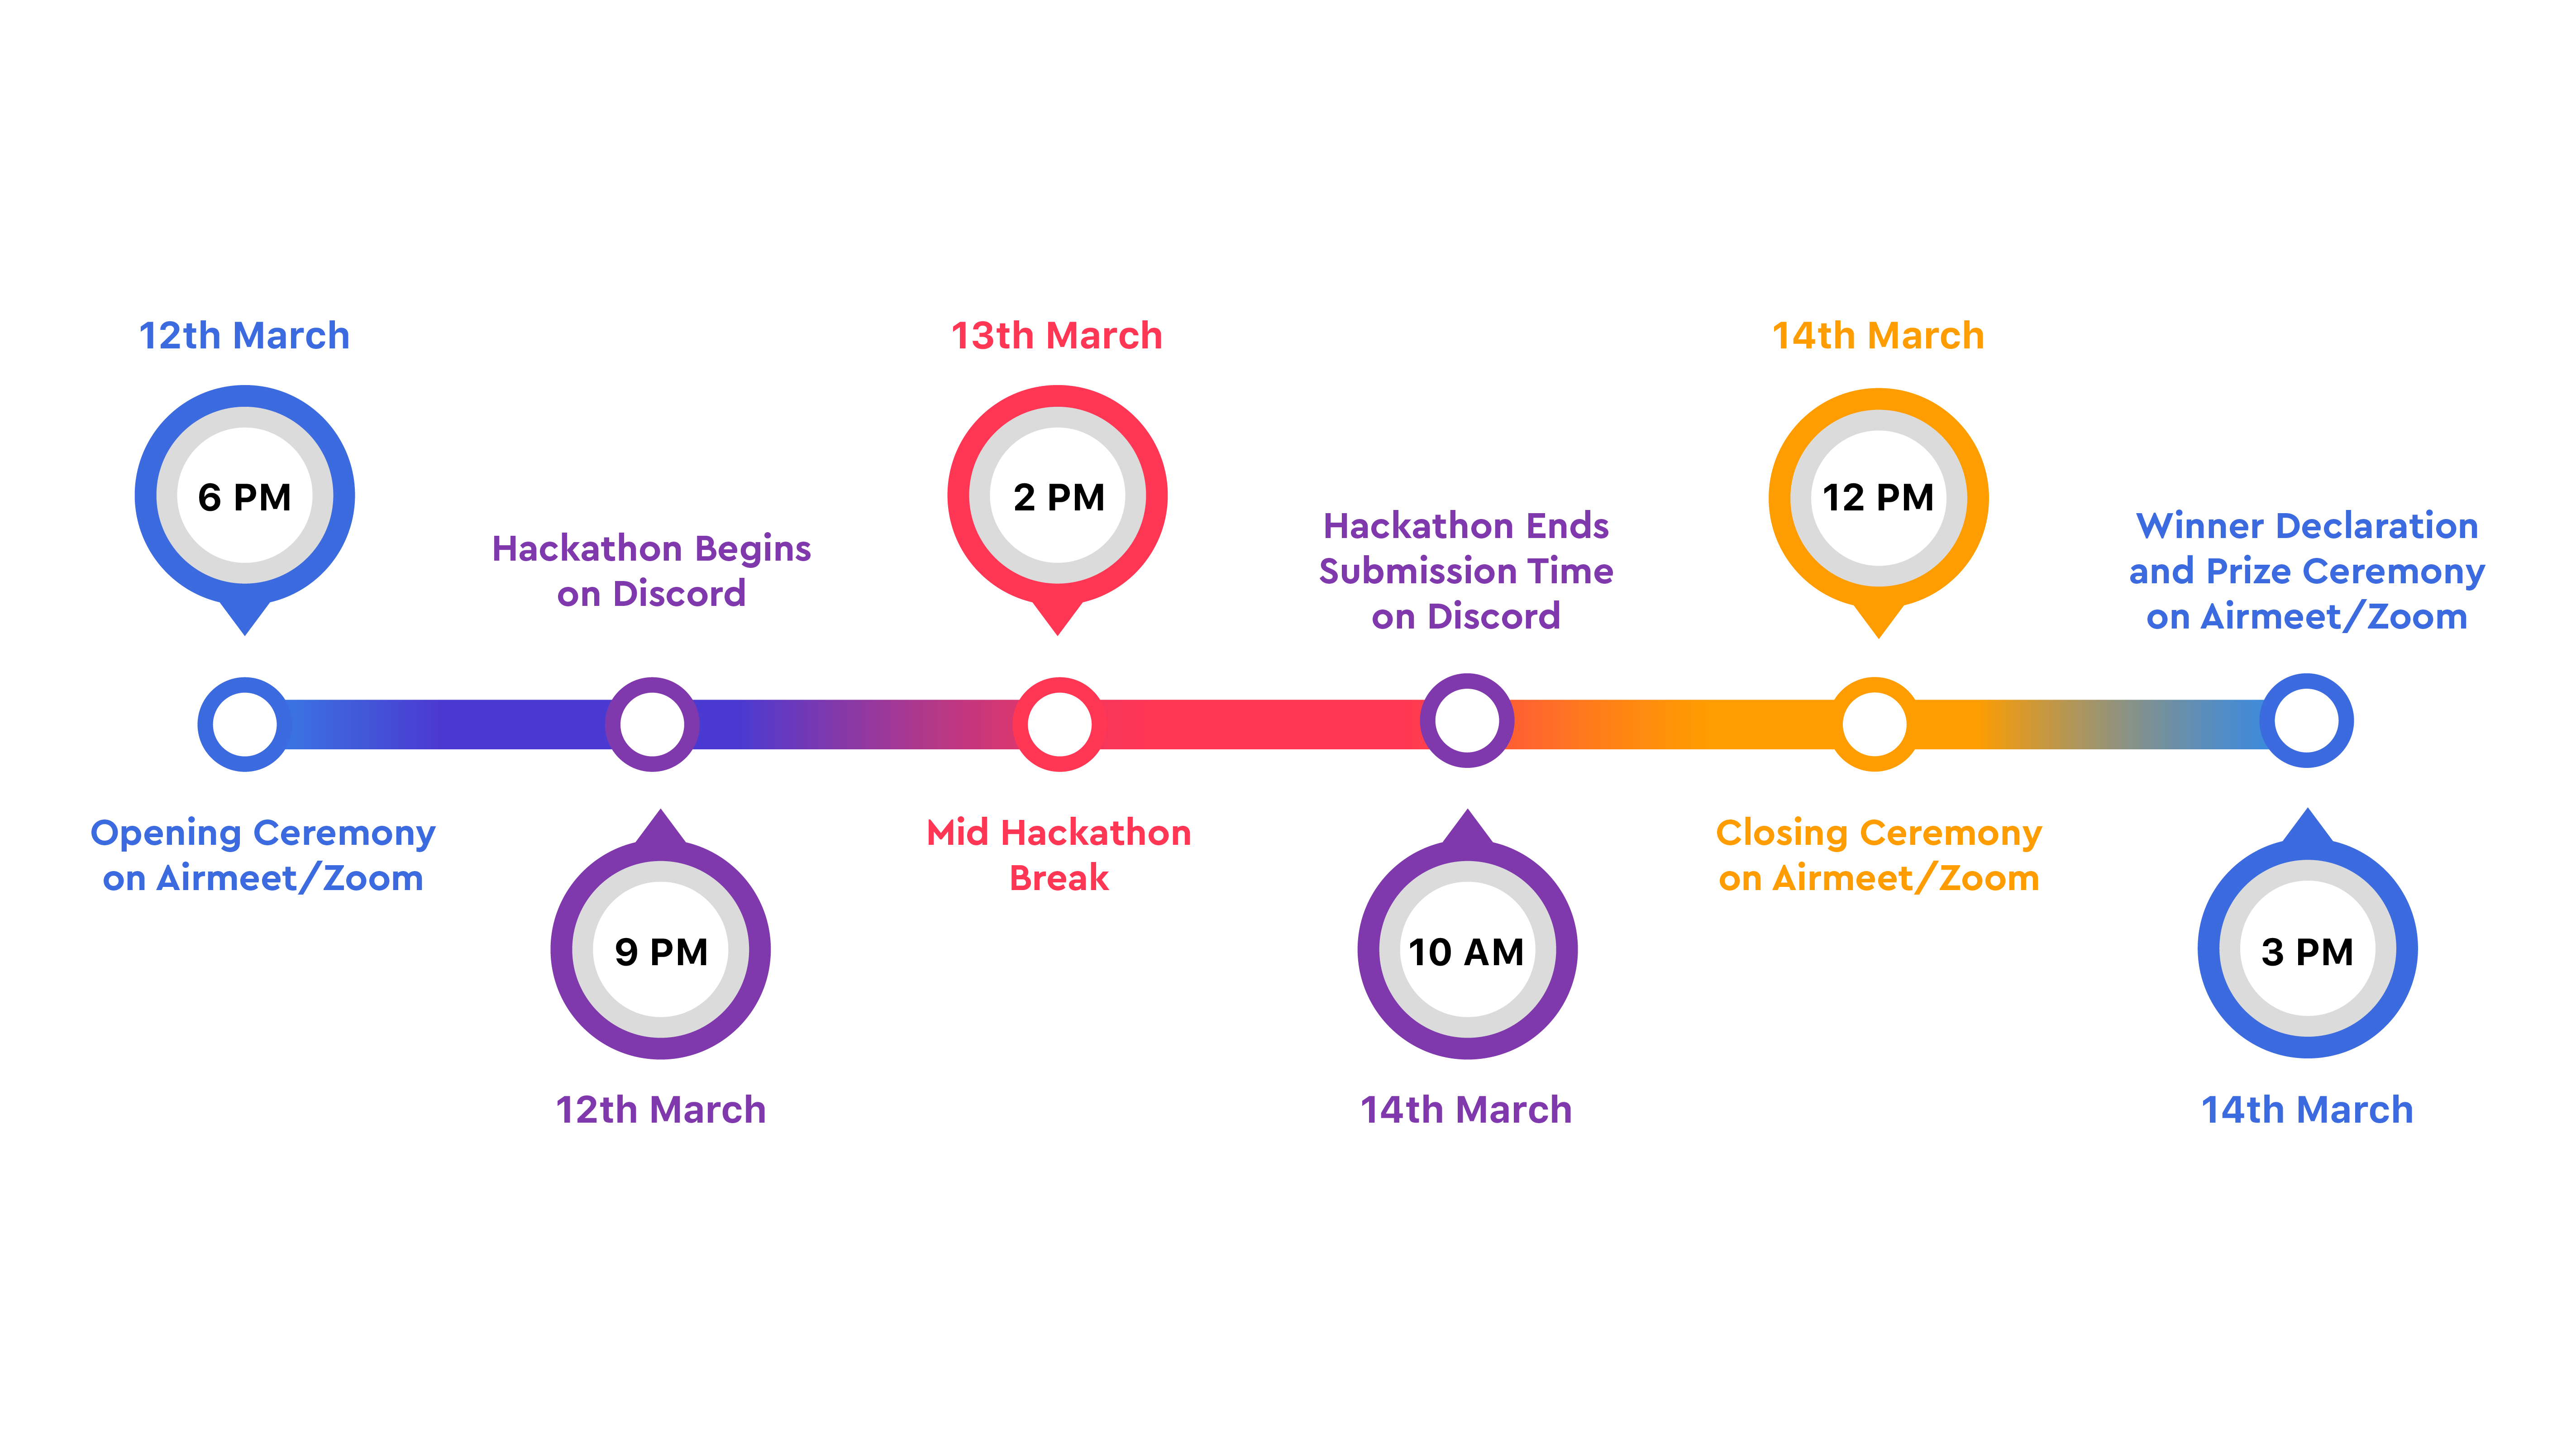 12th March
6 PM
Opening Ceremony
on Airmeet/Zoom
Hackathon Begins
on Discord
9 PM
12th March
13th March
2 PM
Mid Hackathon
Break
Hackathon Ends
Submission Time
on Discord
10 AM
14th March
14th March
12 PM
Closing Ceremony
on Airmeet/Zoom
Winner Declaration
and Prize Ceremony
on Airmeet/Zoom
3 PM
14th March